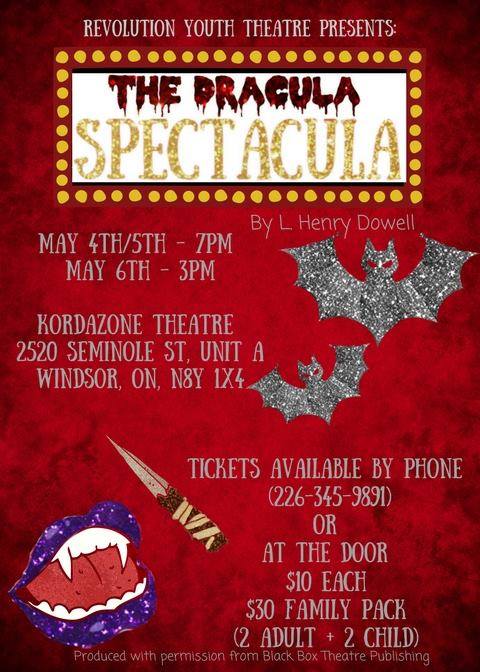 REVOLUTION YOUTH THEATRE PRESENTS:
THE DRACULA
SPECTACULA
By L. Henry Dowell
MAY 4TH/5TH - 7PM
MAY 6TH - 3PM
KORDAZONE THEATRE
2520 SEMINOLE ST, UNIT A
WINDSOR, ON, N8Y 1X4
TICKETS AVAILABLE BY PHONE
(226-345-9891)
OR
AT THE DOOR
$10 EACH
$30 FAMILY PACK
(2 ADULT + 2 CHILD)
Produced with permission from Black Box Theatre Publishing